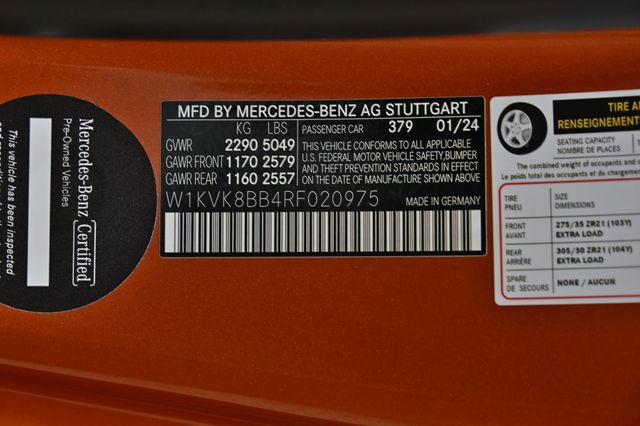 Mercedes-Benz Certified
Pre-Owned Vehicles
This vehicle has been inspected
MFD BY MERCEDES-BENZ AG STUTTGART
KG LBS
PASSENGER CAR 379 01/24
GVWR 2290 5049
GAWR FRONT 1170 2579
GAWR REAR 1160 2557
THIS VEHICLE CONFORMS TO ALL APPLICABLE
U.S. FEDERAL MOTOR VEHICLE SAFETY,BUMPER
AND THEFT PREVENTION STANDARDS
IN EFFECT ON THE DATE OF MANUFACTURE
SHOWN ABOVE.
W1KVK8BB4RF020975
MADE IN GERMANY
TIRE
RENSEIGNEMENTS
SEATING CAPACITY
NOMBRE DE PLACES
The combined weight of occupants and
Le poids total des occupants et
TIRE
PNEU
SIZE
DIMENSIONS
FRONT
AVANT
275/35 ZR21 (103Y)
EXTRA LOAD
REAR
ARRIÈRE
305/30 ZR21 (104Y)
EXTRA LOAD
SPARE
DE SECOURS
NONE / AUCUN